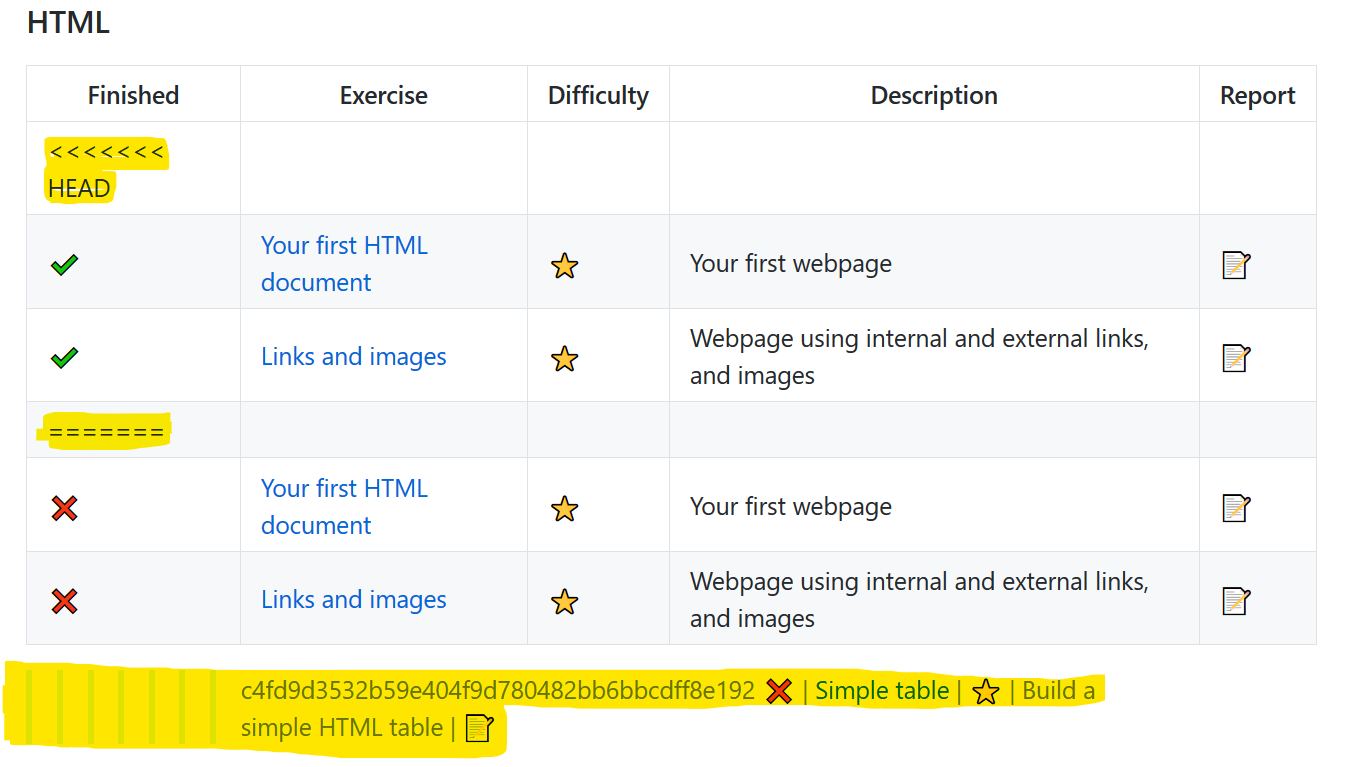 HTML
Finished Exercise Difficulty Description Report
<<<<<<<
HEAD
✔ Your first HTML document ⭐ Your first webpage 📝
✔ Links and images ⭐ Webpage using internal and external links, and images 📝
=======
❌ Your first HTML document ⭐ Your first webpage 📝
❌ Links and images ⭐ Webpage using internal and external links, and images 📝
c4fd9d3532b59e404f9d780482bb6bbcdff8e192 ❌ | Simple table | ⭐ | Build a
simple HTML table | 📝